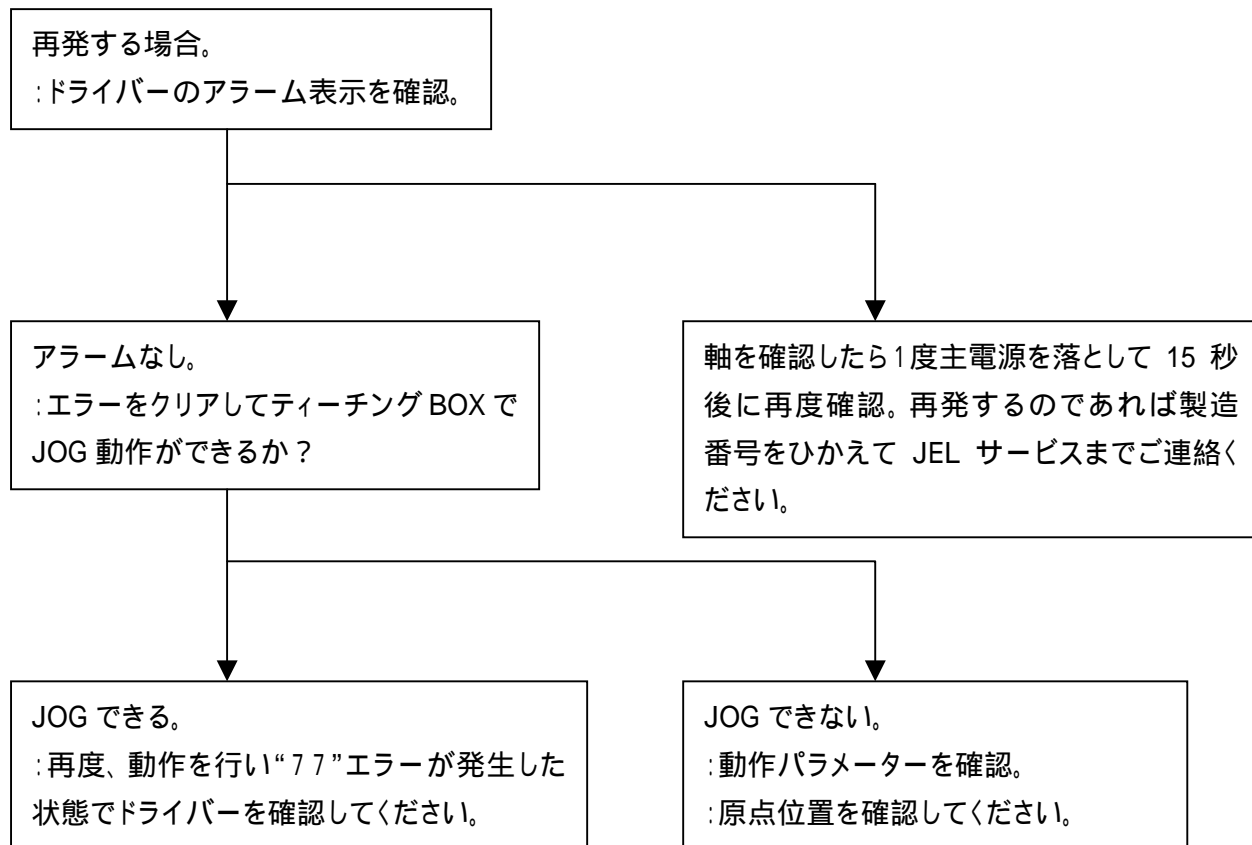 再発する場合。
:ドライバーのアラーム表示を確認。
アラームなし。
:エラーをクリアしてティーチング BOX で
JOG 動作ができるか？
軸を確認したら1度主電源を落として 15 秒
後に再度確認。再発するのであれば製造
番号をひかえて JEL サービスまでご連絡く
ださい。
JOG できる。
:再度、動作を行い“７７”エラーが発生した
状態でドライバーを確認してください。
JOG できない。
:動作パラメーターを確認。
:原点位置を確認してください。